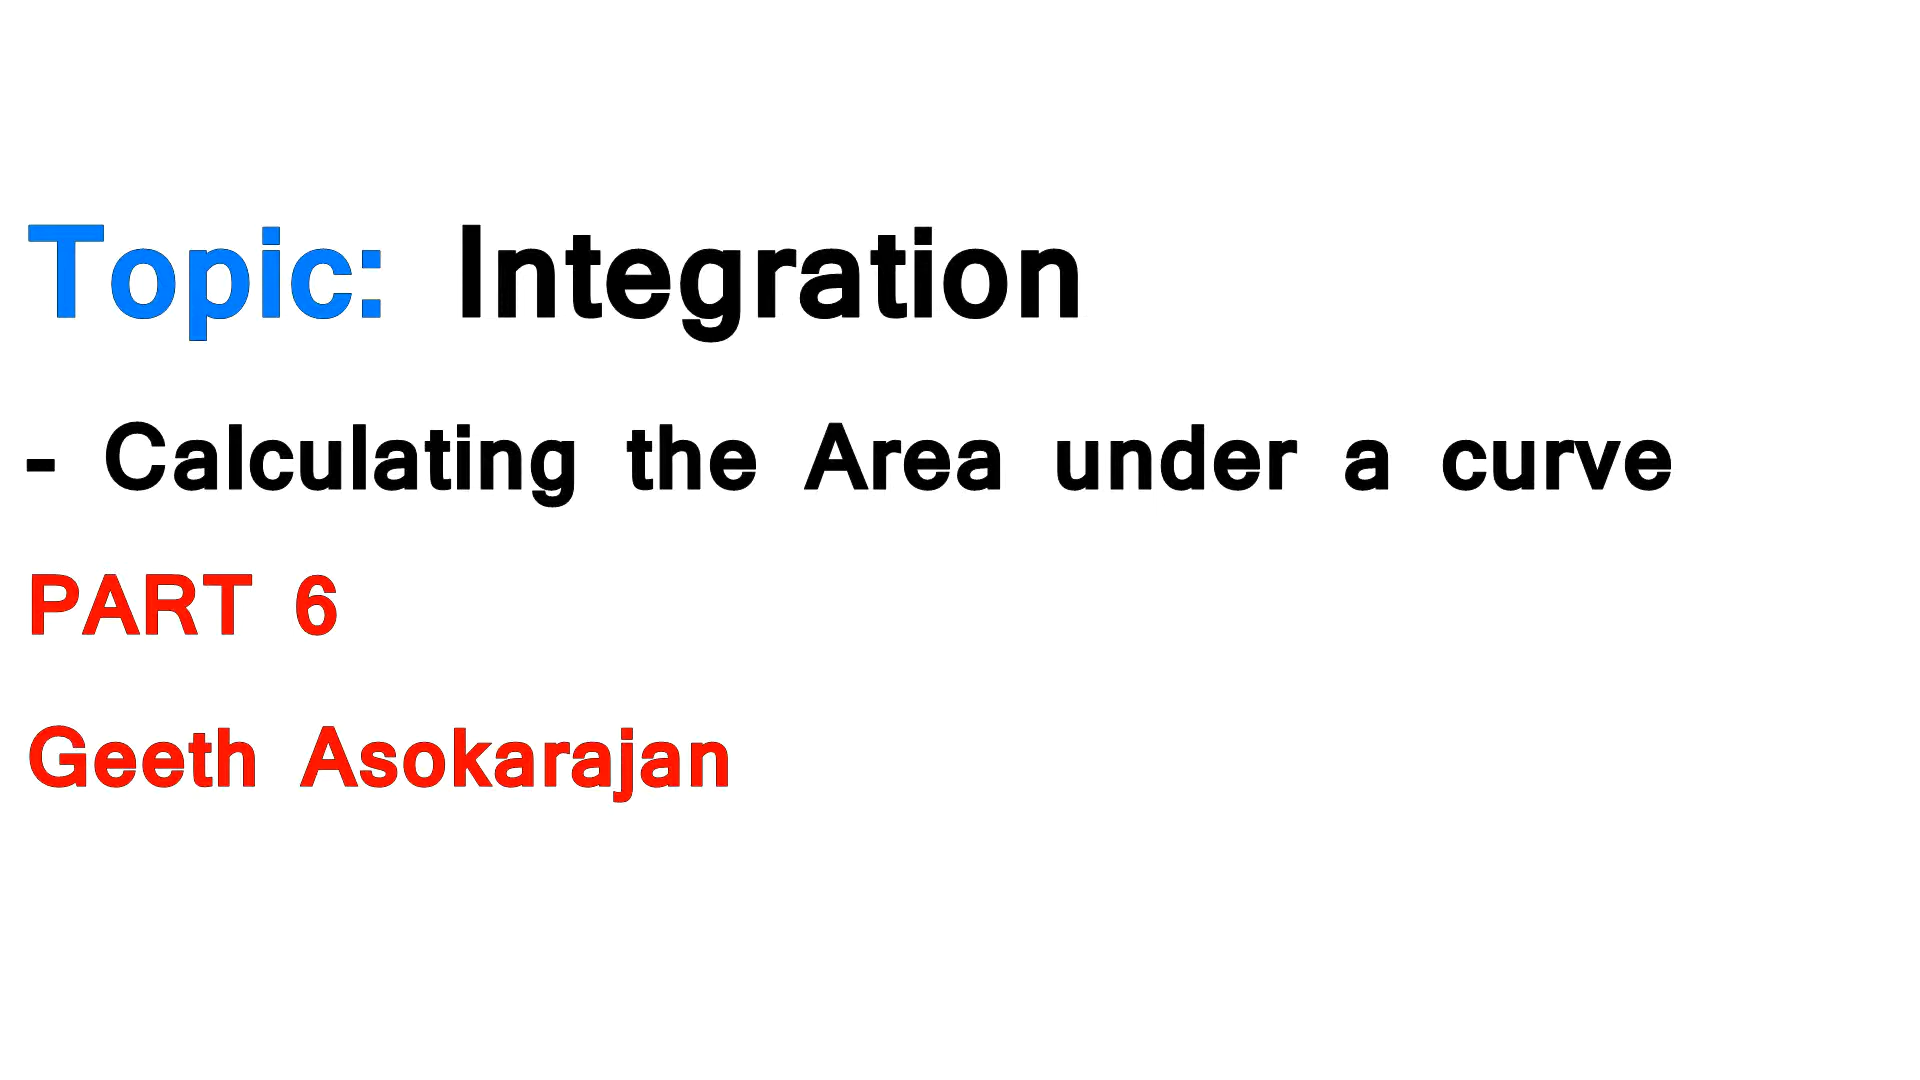 Topic: Integration
- Calculating the Area under a curve
PART 6
Geeth Asokarajan